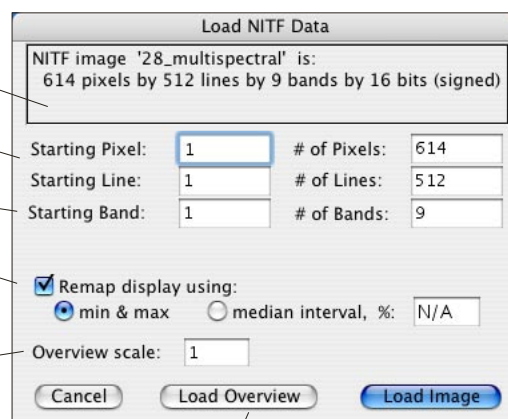 Load NITF Data
NITF image '28_multispectral' is:
614 pixels by 512 lines by 9 bands by 16 bits (signed)
Starting Pixel: 1 # of Pixels: 614
Starting Line: 1 # of Lines: 512
Starting Band: 1 # of Bands: 9
Remap display using:
min & max median interval, %: N/A
Overview scale: 1
Cancel Load Overview Load Image